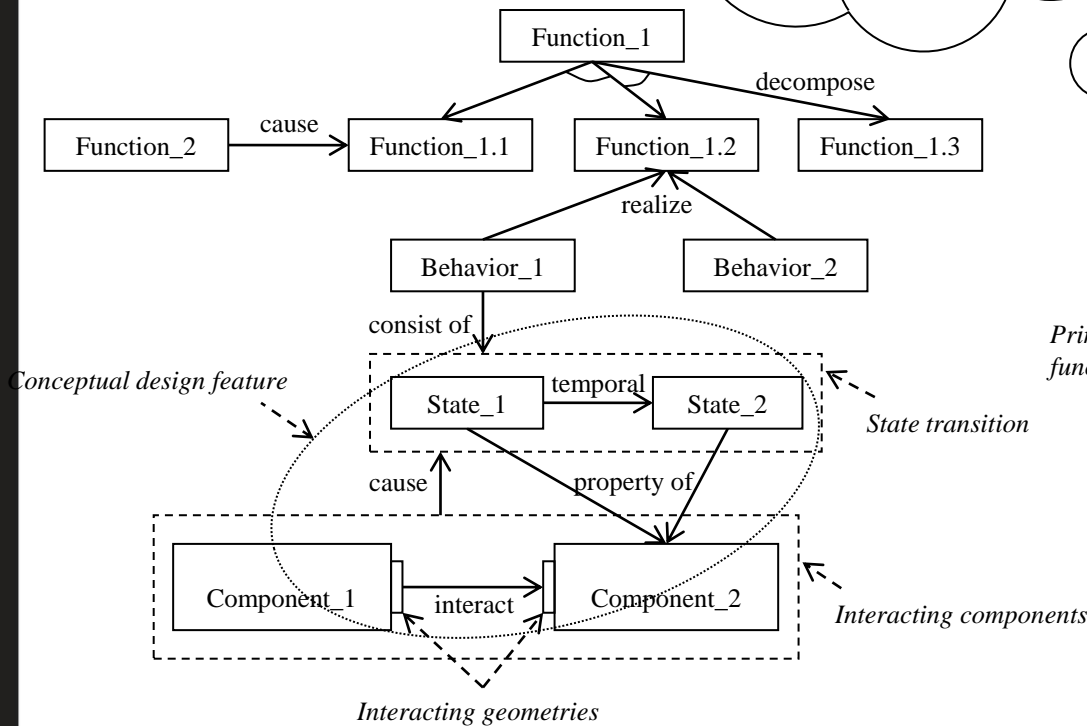 Function_1
decompose
cause
Function_2
Function_1.1
Function_1.2
Function_1.3
realize
Behavior_1
Behavior_2
consist of
Conceptual design feature
temporal
State_1
State_2
State transition
cause
property of
Component_1
interact
Component_2
Interacting components
Interacting geometries